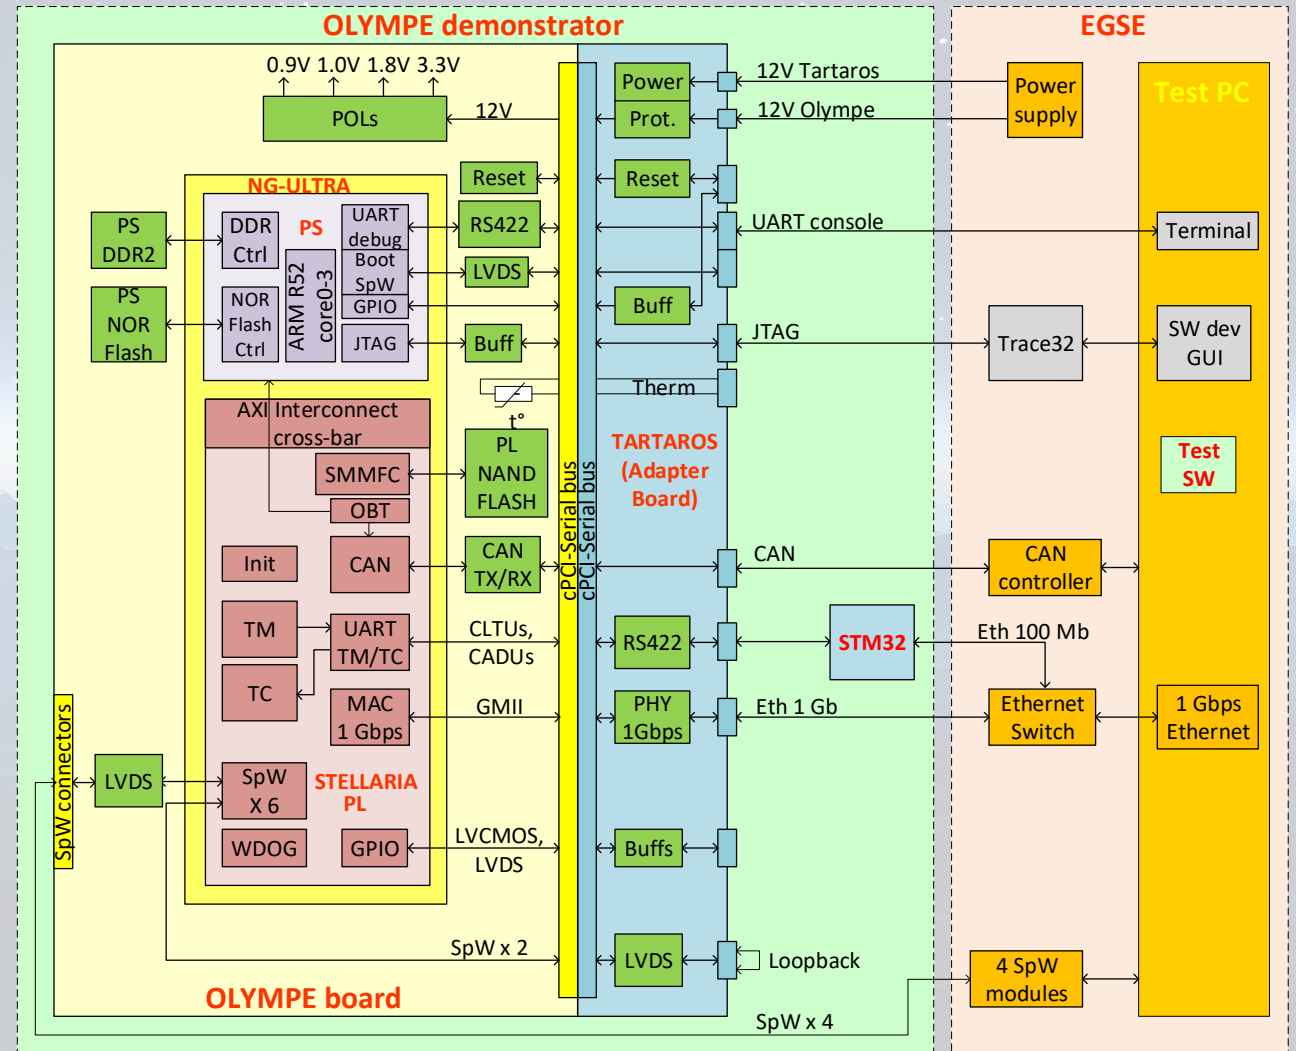 OLYMPE demonstrator
EGSE
0.9V 1.0V 1.8V 3.3V
POLs
12V
Power
Prot.
12V Tartaros
12V Olympe
Power
supply
Test PC
NG-ULTRA
Reset
Reset
PS
DDR2
DDR
Ctrl
PS
UART
debug
RS422
UART console
Terminal
ARM R52
core0-3
Boot
SpW
LVDS
PS
NOR
Flash
NOR
Flash
Ctrl
GPIO
Buff
JTAG
Buff
JTAG
Trace32
SW dev
GUI
Therm
t°
AXI Interconnect
cross-bar
PL
NAND
FLASH
TARTAROS
(Adapter
Board)
Test
SW
SMMFC
OBT
cPCI-Serial bus
cPCI-Serial bus
Init
CAN
CAN
TX/RX
CAN
CAN
controller
TM
UART
TM/TC
CLTUs,
CADUs
RS422
STM32
Eth 100 Mb
TC
MAC
1 Gbps
GMII
PHY
1Gbps
Eth 1 Gb
Ethernet
Switch
1 Gbps
Ethernet
SpW connectors
LVDS
SpW
X 6
STELLARIA
PL
WDOG
GPIO
LVCMOS,
LVDS
Buffs
SpW x 2
LVDS
Loopback
4 SpW
modules
OLYMPE board
SpW x 4